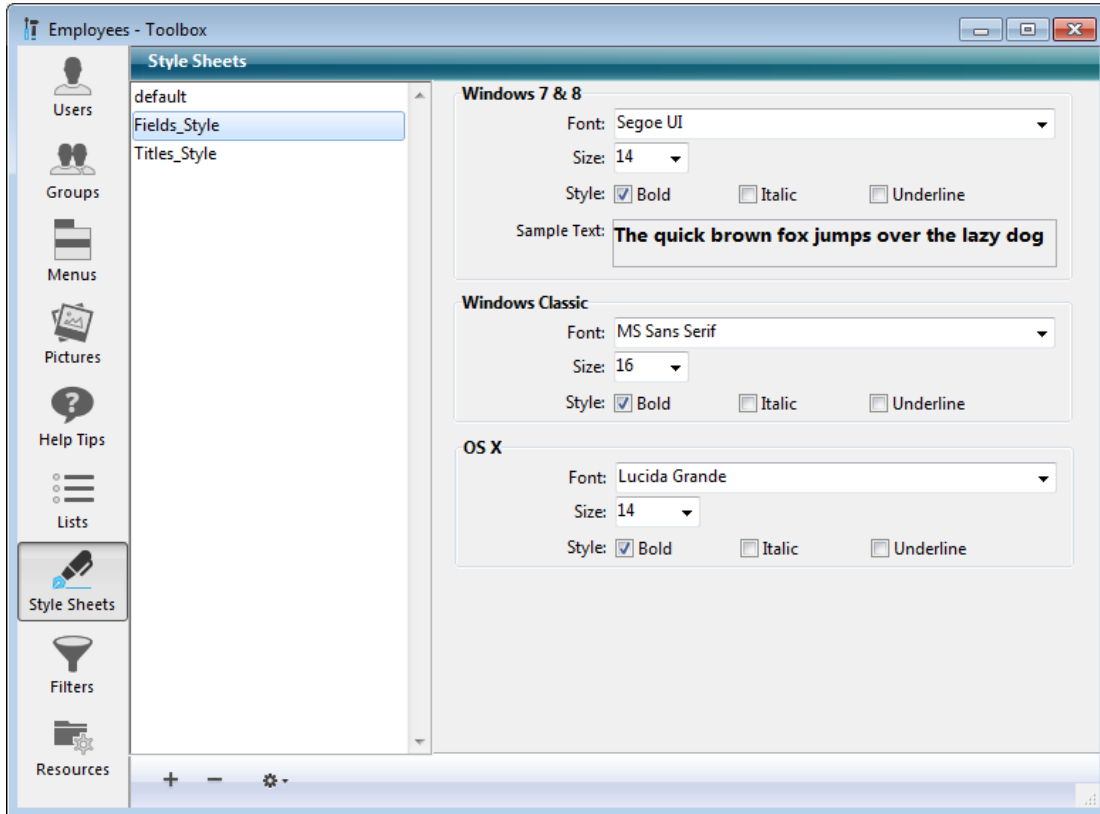 Employees - Toolbox
Style Sheets
Users
Groups
Menus
Pictures
Help Tips
Lists
Style Sheets
Filters
Resources
default
Fields_Style
Titles_Style
Windows 7 & 8
Font: Segoe UI
Size: 14
Style: Bold Italic Underline
Sample Text: The quick brown fox jumps over the lazy dog
Windows Classic
Font: MS Sans Serif
Size: 16
Style: Bold Italic Underline
OS X
Font: Lucida Grande
Size: 14
Style: Bold Italic Underline